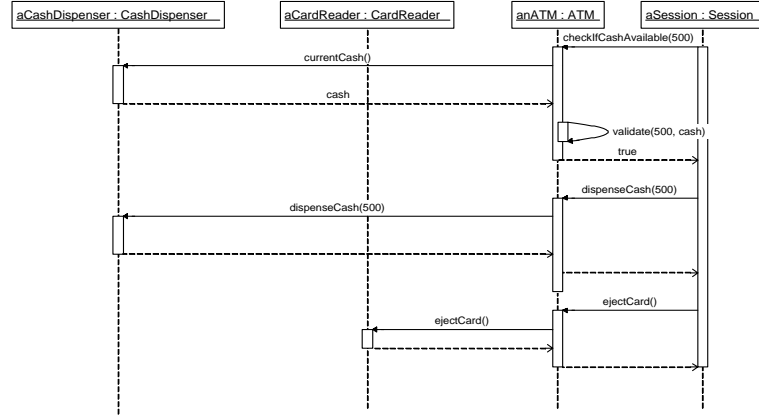 aCashDispenser : CashDispenser
aCardReader : CardReader
anATM : ATM
aSession : Session
checkIfCashAvailable(500)
currentCash()
cash
validate(500, cash)
true
dispenseCash(500)
dispenseCash(500)
ejectCard()
ejectCard()